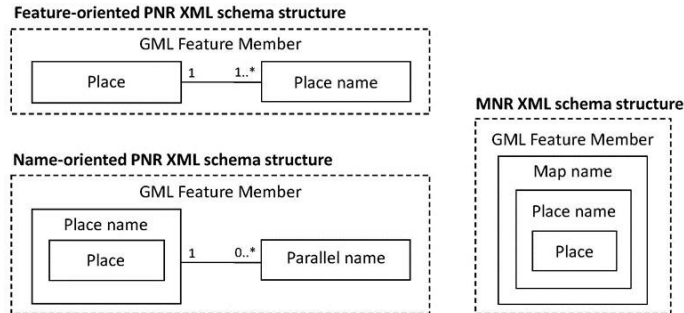 Feature-oriented PNR XML schema structure
GML Feature Member
Place
1
1..*
Place name
Name-oriented PNR XML schema structure
GML Feature Member
Place name
Place
1
0..*
Parallel name
MNR XML schema structure
GML Feature Member
Map name
Place name
Place